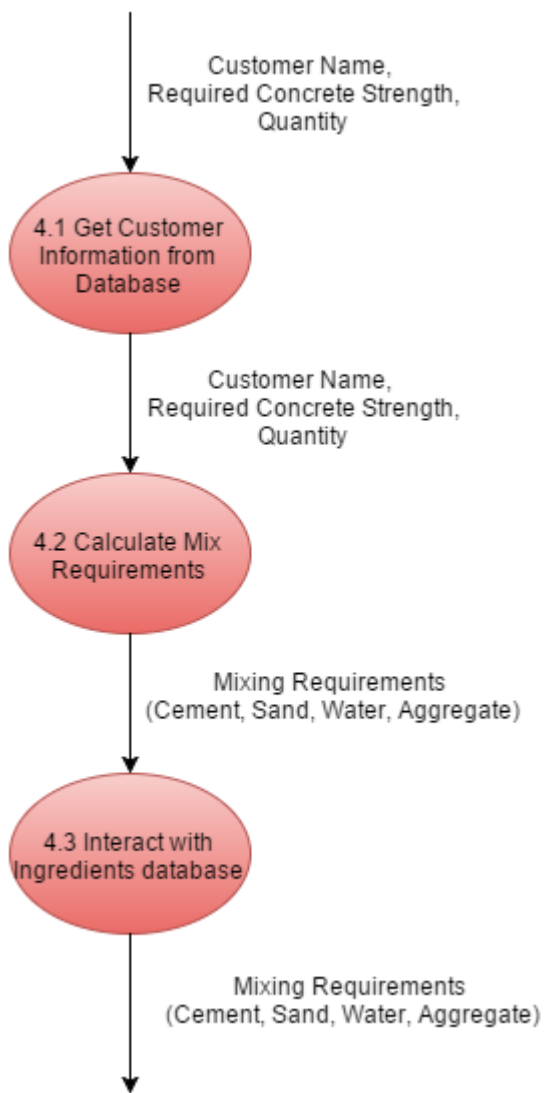 Customer Name,
Required Concrete Strength,
Quantity
4.1 Get Customer
Information from
Database
Customer Name,
Required Concrete Strength,
Quantity
4.2 Calculate Mix
Requirements
Mixing Requirements
(Cement, Sand, Water, Aggregate)
4.3 Interact with
Ingredients database
Mixing Requirements
(Cement, Sand, Water, Aggregate)